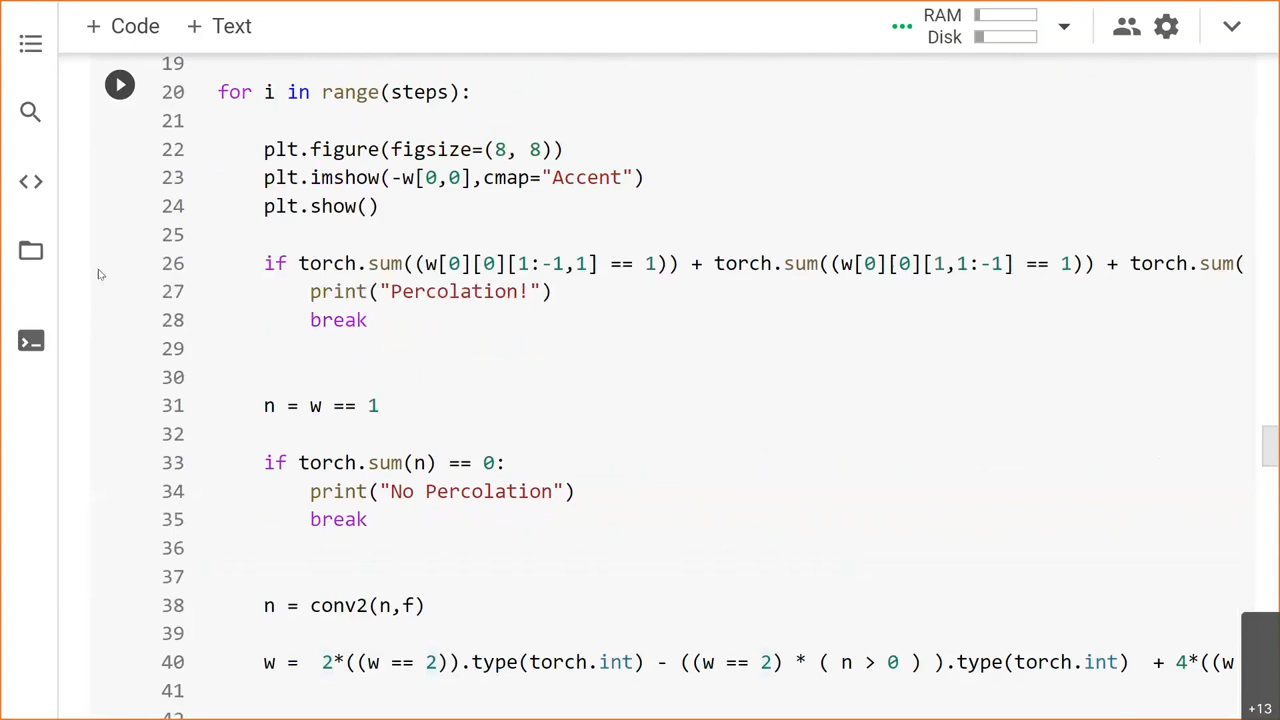 + Code + Text
RAM
Disk
19
20 for i in range(steps):
21
22 plt.figure(figsize=(8, 8))
23 plt.imshow(-w[0,0],cmap="Accent")
24 plt.show()
25
26 if torch.sum((w[0][0][1:-1,1] == 1)) + torch.sum((w[0][0][1,1:-1] == 1)) + torch.sum(
27 print("Percolation!")
28 break
29
30
31 n = w == 1
32
33 if torch.sum(n) == 0:
34 print("No Percolation")
35 break
36
37
38 n = conv2(n,f)
39
40 w = 2*((w == 2)).type(torch.int) - ((w == 2) * ( n > 0 ) ).type(torch.int) + 4*((w
41
+13